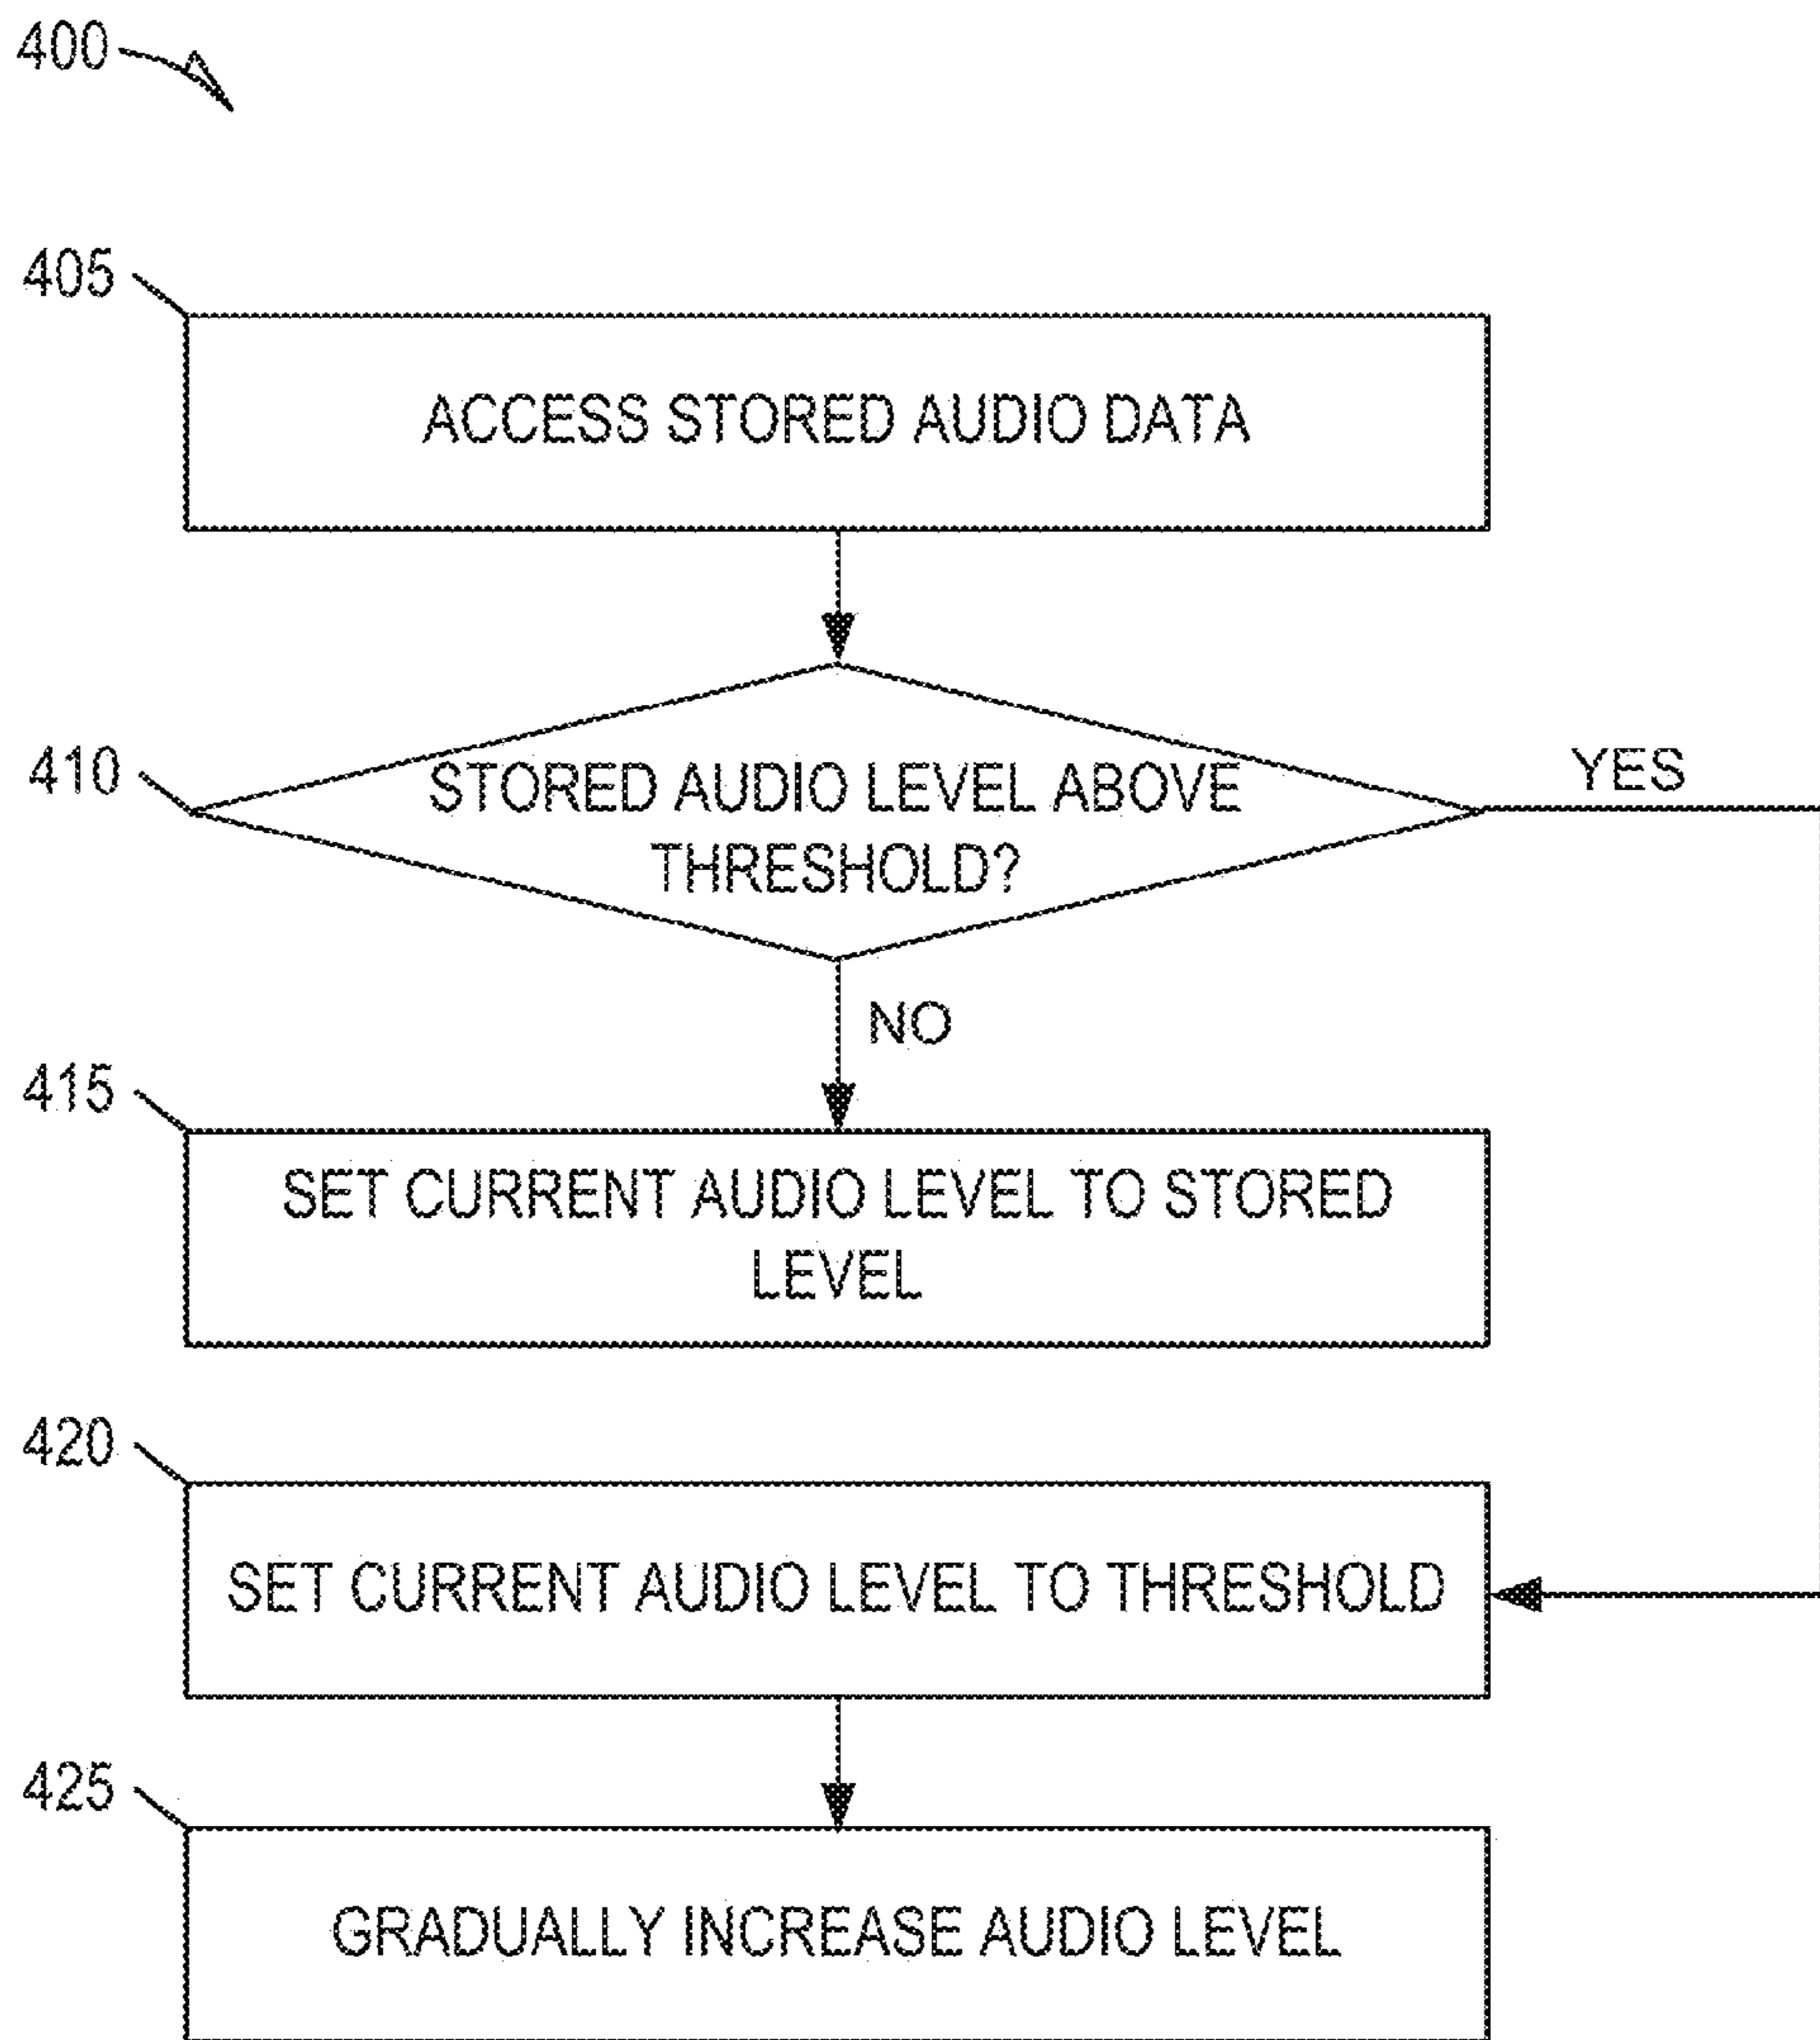 400
405
ACCESS STORED AUDIO DATA
410
STORED AUDIO LEVEL ABOVE
THRESHOLD?
YES
NO
415
SET CURRENT AUDIO LEVEL TO STORED
LEVEL
420
SET CURRENT AUDIO LEVEL TO THRESHOLD
425
GRADUALLY INCREASE AUDIO LEVEL